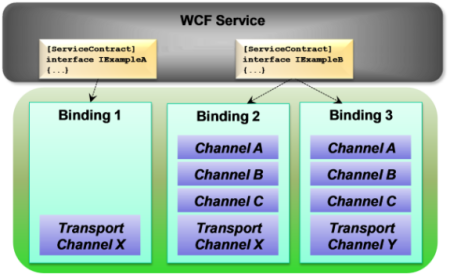 WCF Service
[ServiceContract]
interface IExampleA
{...}
[ServiceContract]
interface IExampleB
{...}
Binding 1
Transport
Channel X
Binding 2
Channel A
Channel B
Channel C
Transport
Channel X
Binding 3
Channel A
Channel B
Channel C
Transport
Channel Y